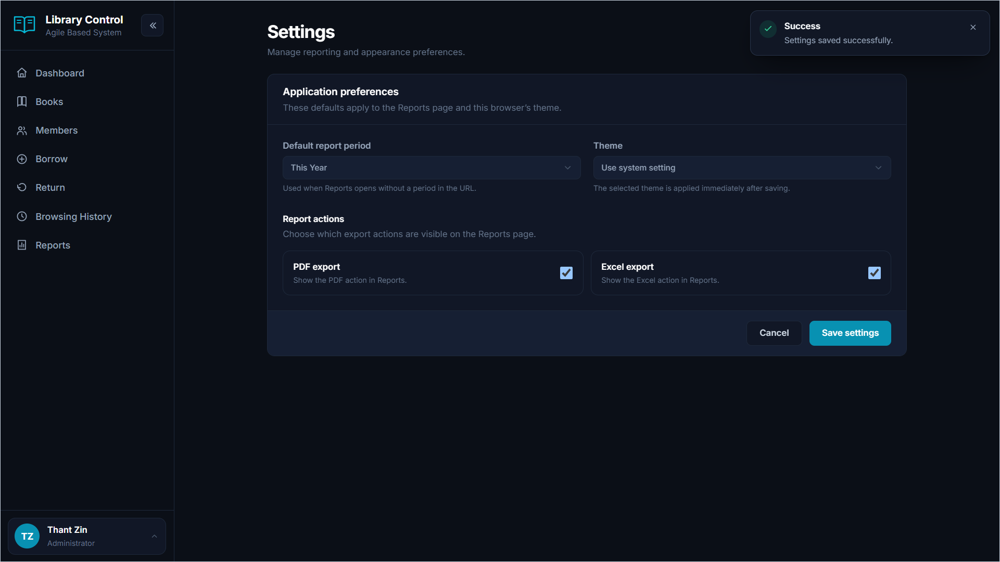 Library Control
Agile Based System
Dashboard
Books
Members
Borrow
Return
Browsing History
Reports
TZ
Thant Zin
Administrator
Settings
Manage reporting and appearance preferences.
Success
Settings saved successfully.
Application preferences
These defaults apply to the Reports page and this browser’s theme.
Default report period
This Year
Used when Reports opens without a period in the URL.
Theme
Use system setting
The selected theme is applied immediately after saving.
Report actions
Choose which export actions are visible on the Reports page.
PDF export
Show the PDF action in Reports.
Excel export
Show the Excel action in Reports.
Cancel
Save settings